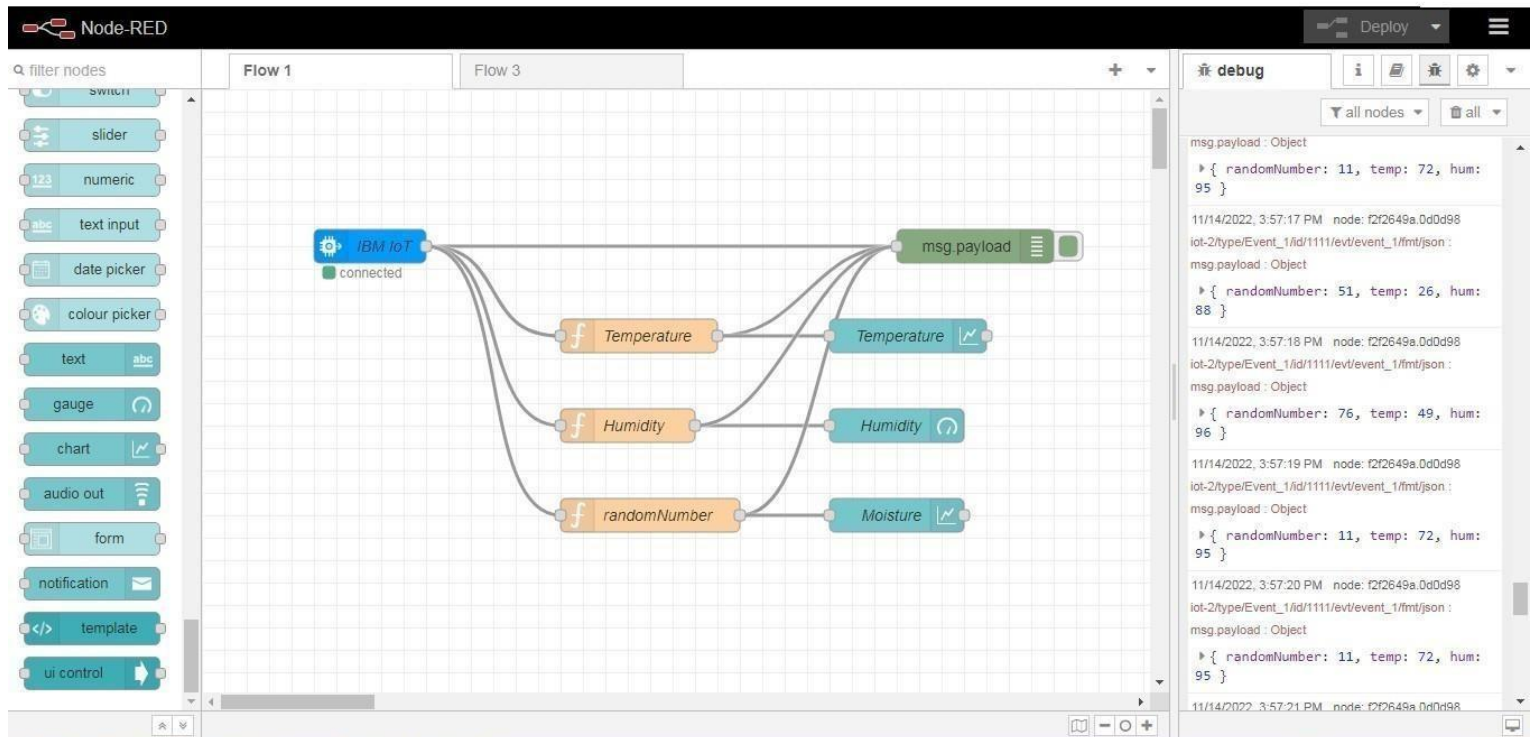 Node-RED
Deploy
filter nodes
switch
slider
123 numeric
abc text input
date picker
colour picker
text abc
gauge
chart
audio out
form
notification
</> template
ui control
Flow 1
Flow 3
IBM IoT
connected
msg.payload
f Temperature
Temperature
f Humidity
Humidity
f randomNumber
Moisture
debug
i
all nodes
all
msg.payload : Object
{ randomNumber: 11, temp: 72, hum:
95 }
11/14/2022, 3:57:17 PM node: f2f2649a.0d0d98
iot-2/type/Event_1/id/1111/evt/event_1/fmt/json :
msg.payload : Object
{ randomNumber: 51, temp: 26, hum:
88 }
11/14/2022, 3:57:18 PM node: f2f2649a.0d0d98
iot-2/type/Event_1/id/1111/evt/event_1/fmt/json :
msg.payload : Object
{ randomNumber: 76, temp: 49, hum:
96 }
11/14/2022, 3:57:19 PM node: f2f2649a.0d0d98
iot-2/type/Event_1/id/1111/evt/event_1/fmt/json :
msg.payload : Object
{ randomNumber: 11, temp: 72, hum:
95 }
11/14/2022, 3:57:20 PM node: f2f2649a.0d0d98
iot-2/type/Event_1/id/1111/evt/event_1/fmt/json :
msg.payload : Object
{ randomNumber: 11, temp: 72, hum:
95 }
11/14/2022, 3:57:21 PM node: f2f2649a.0d0d98